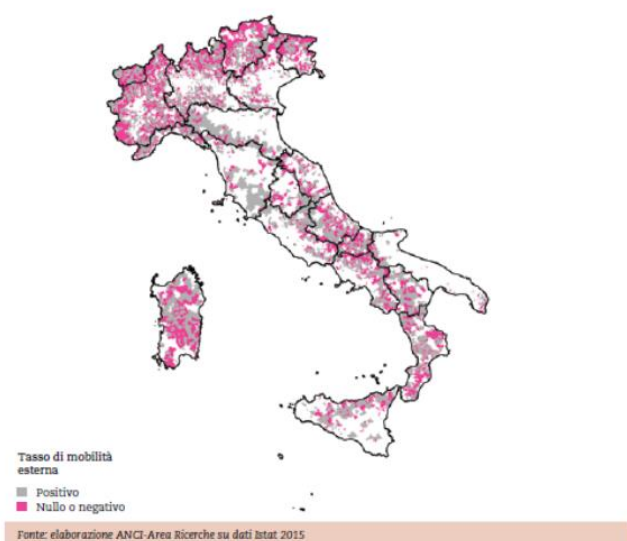 Tasso di mobilità
esterna
Positivo
Nullo o negativo
Fonte: elaborazione ANCI-Area Ricerche su dati Istat 2015